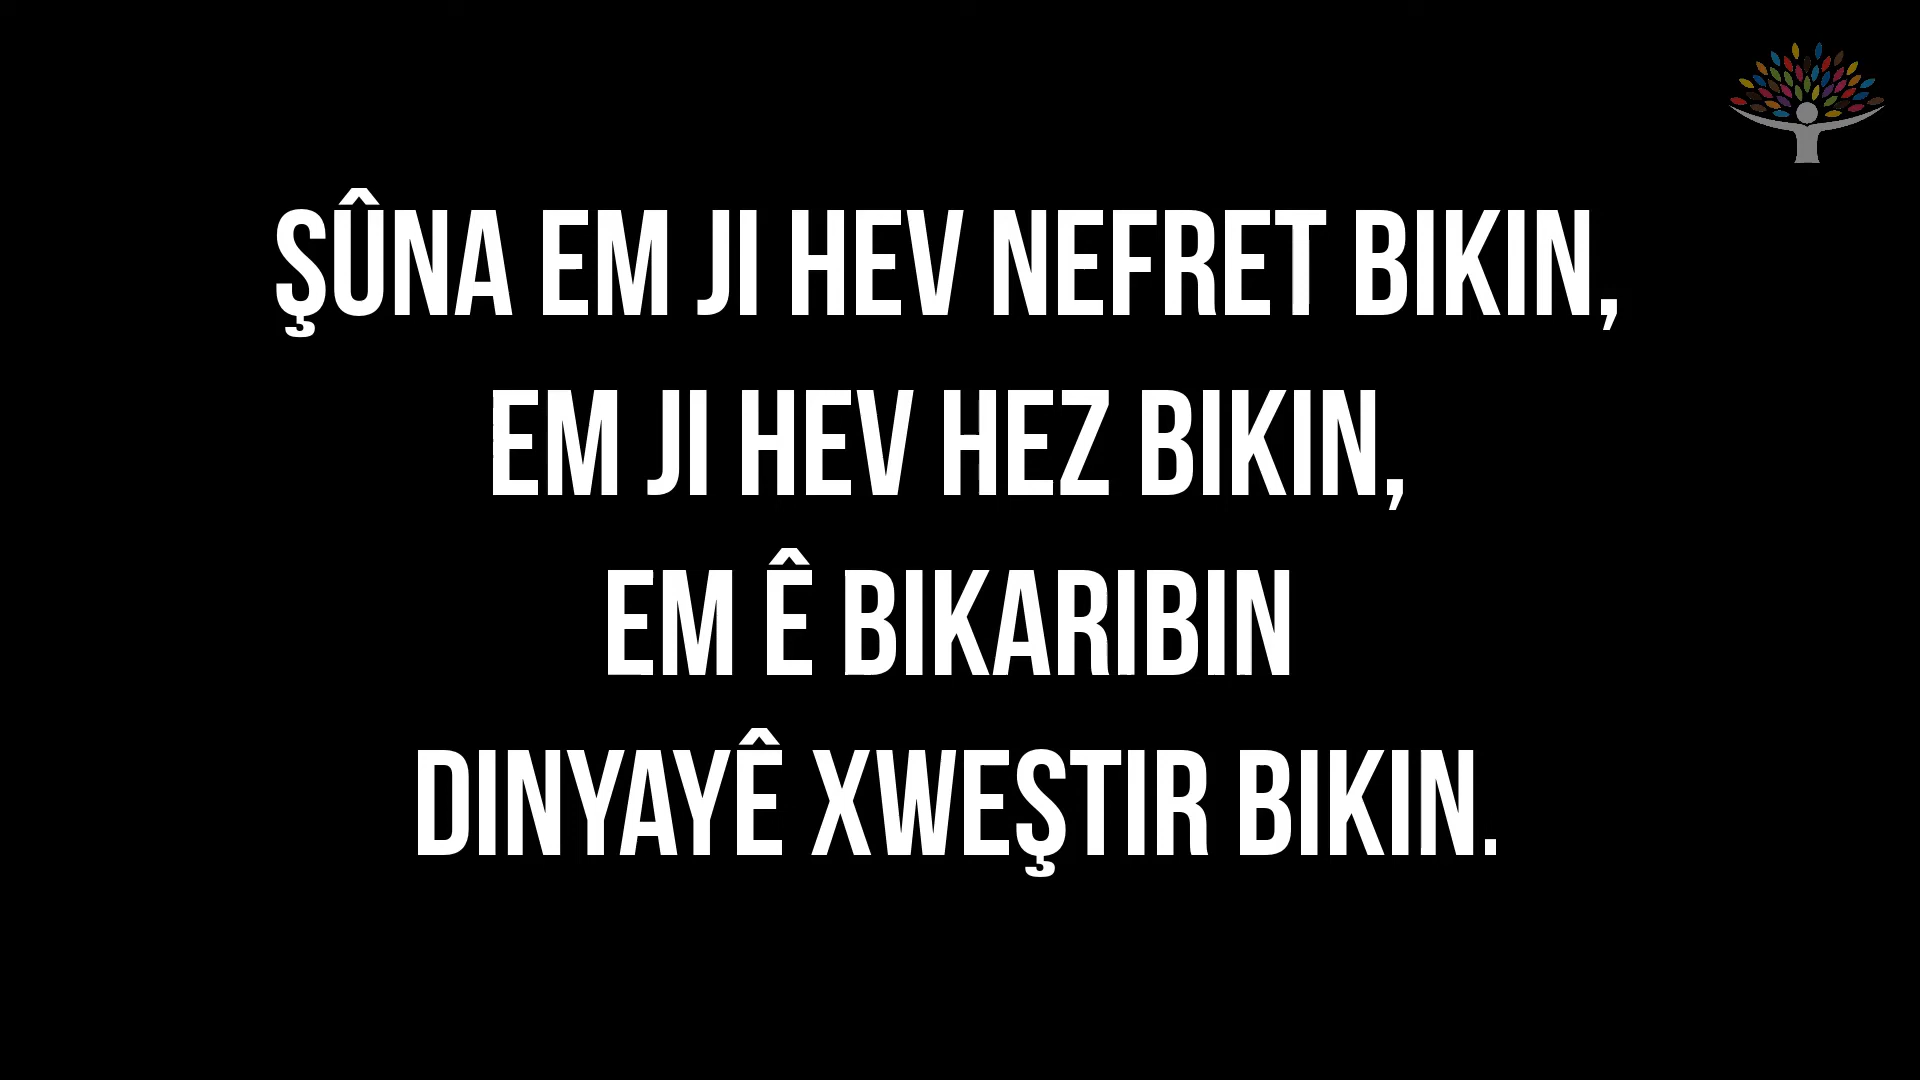 ŞÛNA EM JI HEV NEFRET BIKIN,
EM JI HEV HEZ BIKIN,
EM Ê BIKARIBIN
DINYAYÊ XWEŞTIR BIKIN.